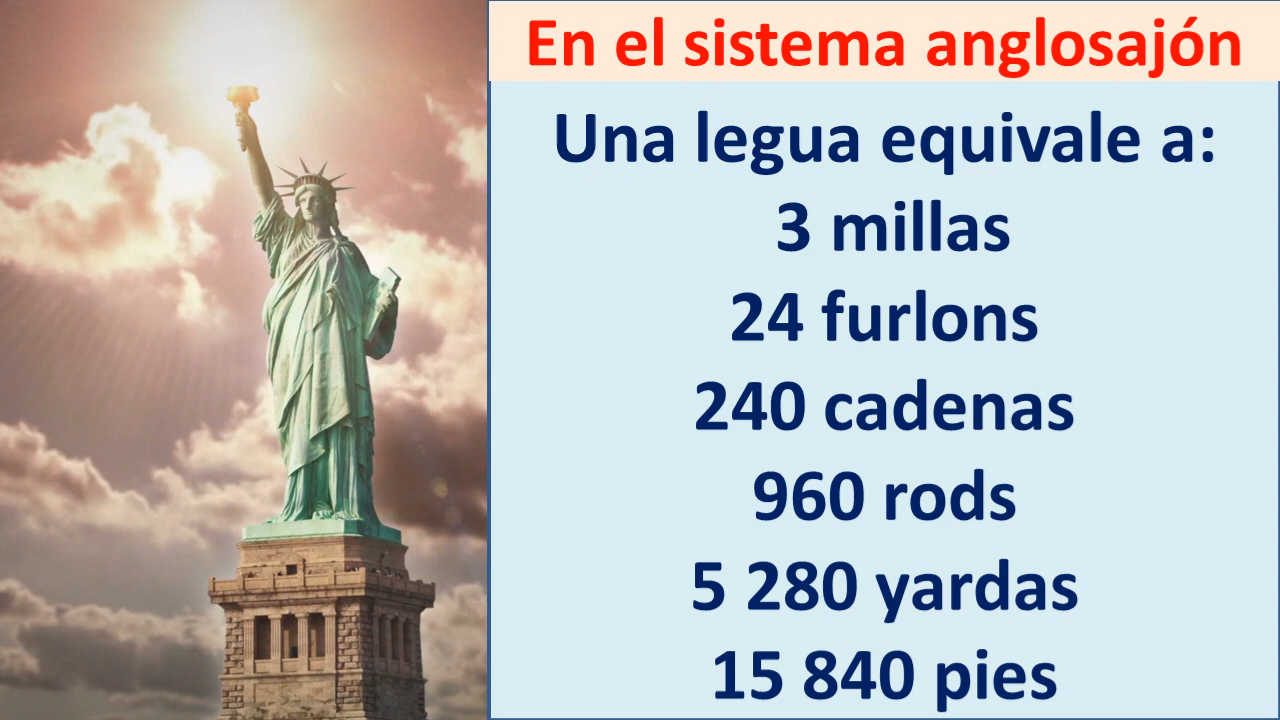 En el sistema anglosajón
Una legua equivale a:
3 millas
24 furlons
240 cadenas
960 rods
5 280 yardas
15 840 pies